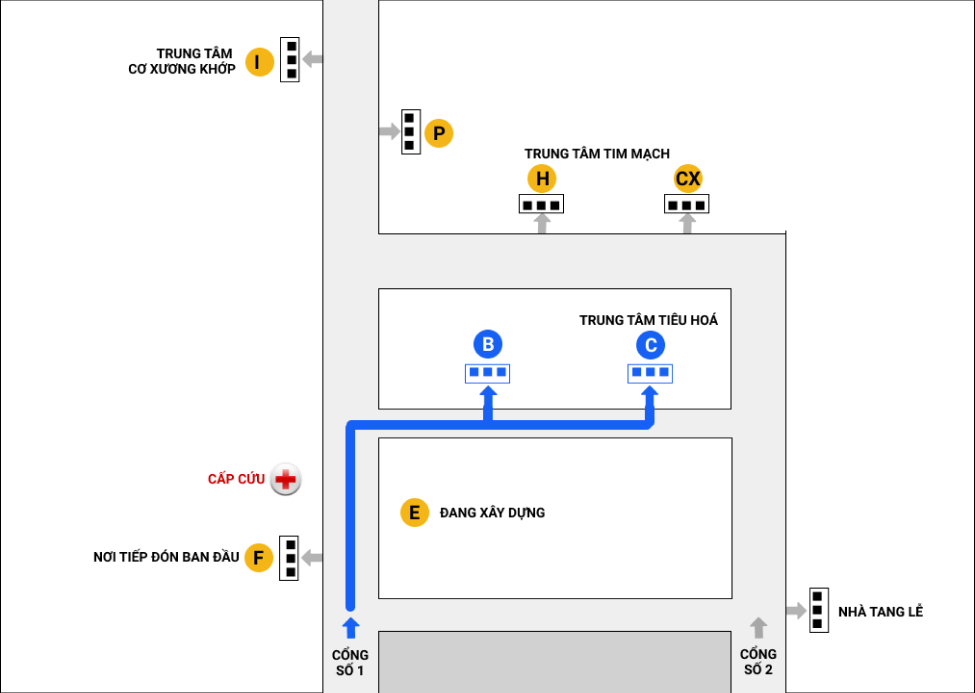 TRUNG TÂM
CƠ XƯƠNG KHỚP
I
P
TRUNG TÂM TIM MẠCH
H
CX
TRUNG TÂM TIÊU HOÁ
B
C
CẤP CỨU
E
ĐANG XÂY DỰNG
NƠI TIẾP ĐÓN BAN ĐẦU
F
NHÀ TANG LỄ
CỔNG
SỐ 1
CỔNG
SỐ 2